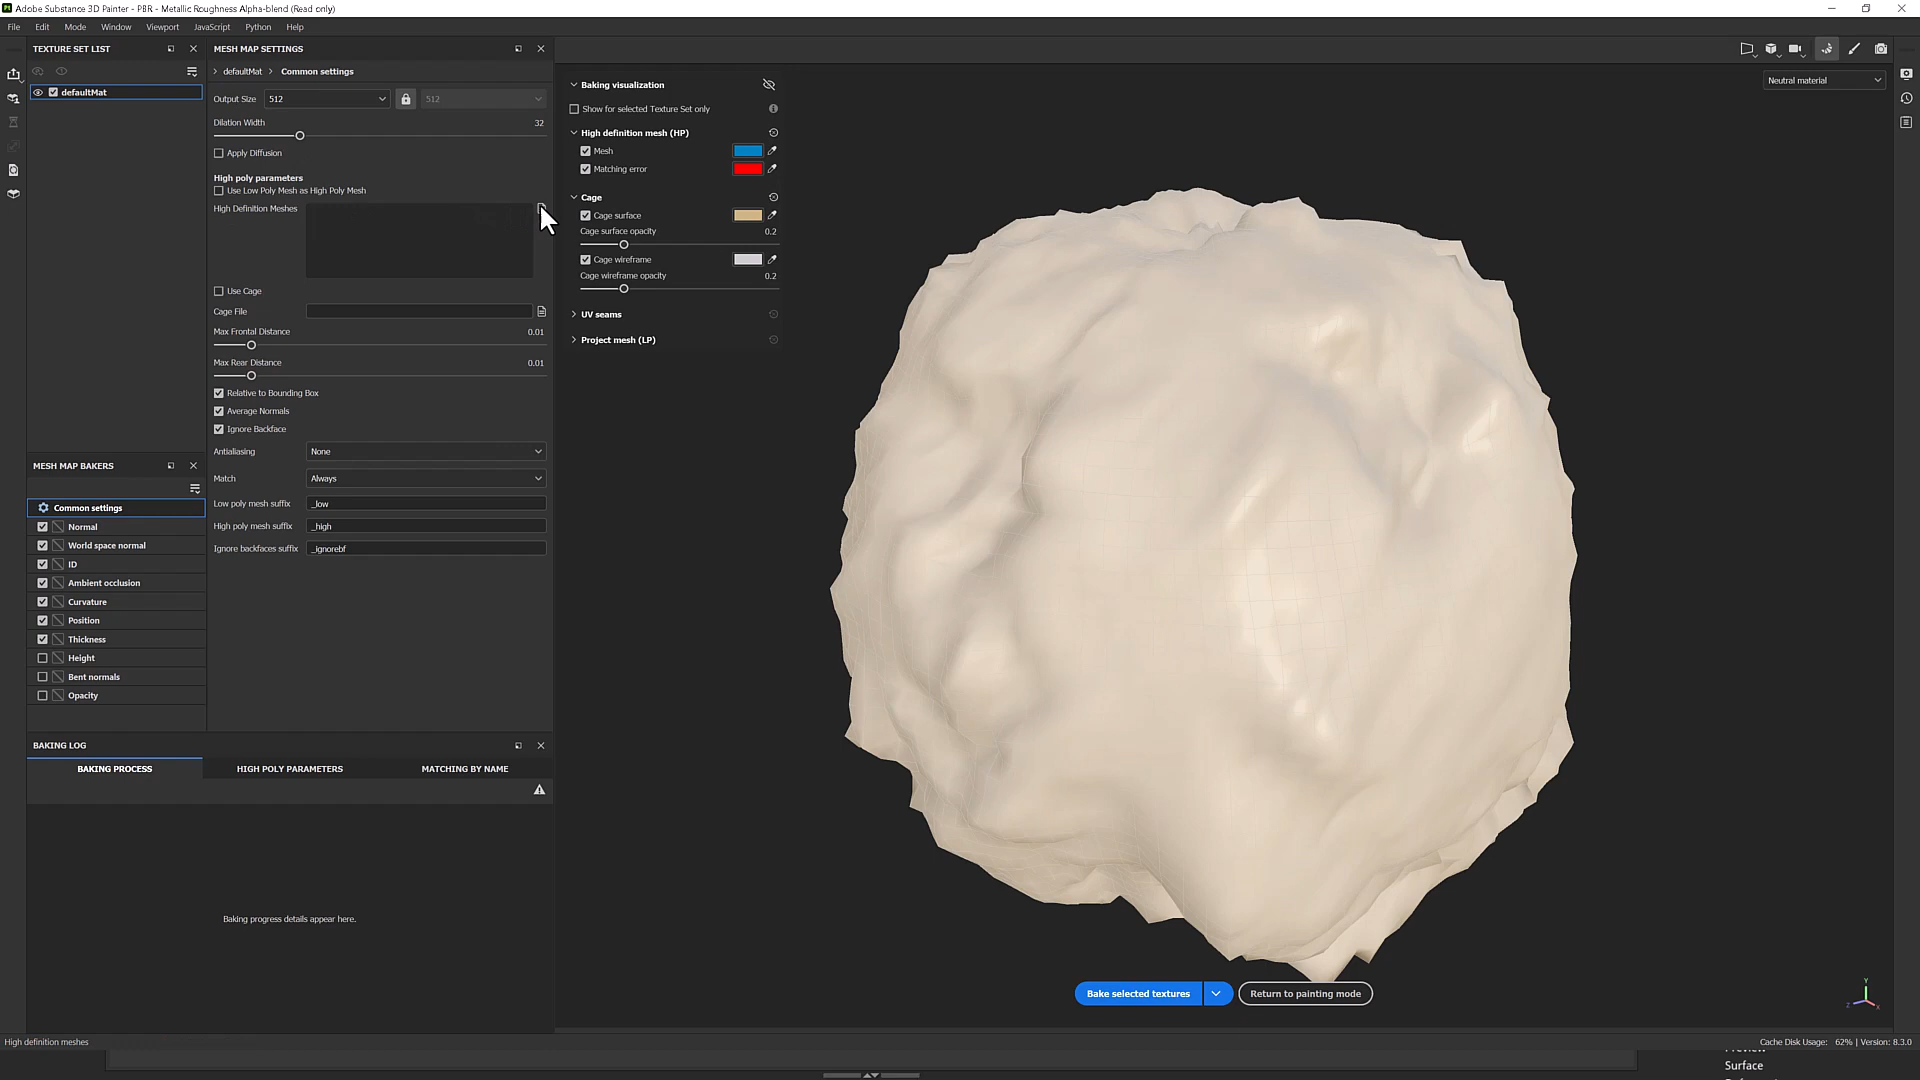 Adobe Substance 3D Painter - PBR - Metallic Roughness Alpha-blend (Read only)
File Edit Mode Window Viewport JavaScript Python Help
TEXTURE SET LIST
defaultMat
MESH MAP SETTINGS
defaultMat > Common settings
Output Size 512 512
Dilation Width 32
Apply Diffusion
High poly parameters
Use Low Poly Mesh as High Poly Mesh
High Definition Meshes
Use Cage
Cage File
Max Frontal Distance 0.01
Max Rear Distance 0.01
Relative to Bounding Box
Average Normals
Ignore Backface
Antialiasing None
Match Always
Low poly mesh suffix _low
High poly mesh suffix _high
Ignore backfaces suffix _ignorebf
Baking visualization
Show for selected Texture Set only
High definition mesh (HP)
Mesh
Matching error
Cage
Cage surface
Cage surface opacity 0.2
Cage wireframe
Cage wireframe opacity 0.2
UV seams
Project mesh (LP)
Neutral material
MESH MAP BAKERS
Common settings
Normal
World space normal
ID
Ambient occlusion
Curvature
Position
Thickness
Height
Bent normals
Opacity
BAKING LOG
BAKING PROCESS HIGH POLY PARAMETERS MATCHING BY NAME
Baking progress details appear here.
Bake selected textures Return to painting mode
Y
Z X
High definition meshes
Cache Disk Usage: 62% | Version: 8.3.0
Surface